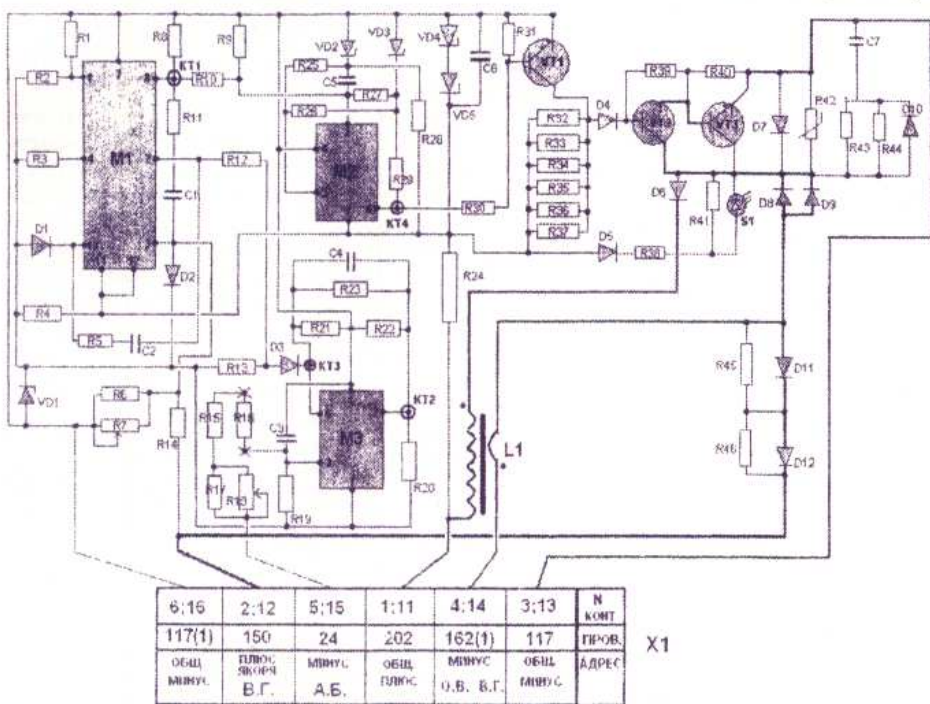 R1
R8
R9
VD2
VD3
VD4
C6
R31
VT1
C7
R2
KT1
R10
R25
C5
R27
VD5
R39
R40
R42
D10
R11
R26
R28
R32
D4
D7
R43
R44
R3
M1
R12
M2
R29
R33
R34
R35
R36
R37
D6
R41
S1
D8
D9
C1
KT4
R30
D1
D2
C4
R24
D5
R38
R4
R23
R5
C2
R21
R22
R13
D3
KT3
R45
D11
VD1
R6
R7
R14
R15
R16
C3
M3
KT2
L1
R46
D12
R17
R18
R19
R20
6;16 2;12 5;15 1;11 4;14 3;13 N КОНТ
117(1) 150 24 202 162(1) 117 ПРОВ.
X1
ОБЩ. МИНУС ПЛЮС ЯКОРЯ В.Г. МИНУС А.Б. ОБЩ. ПЛЮС МИНУС О.В. В.Г. ОБЩ. МИНУС АДРЕС